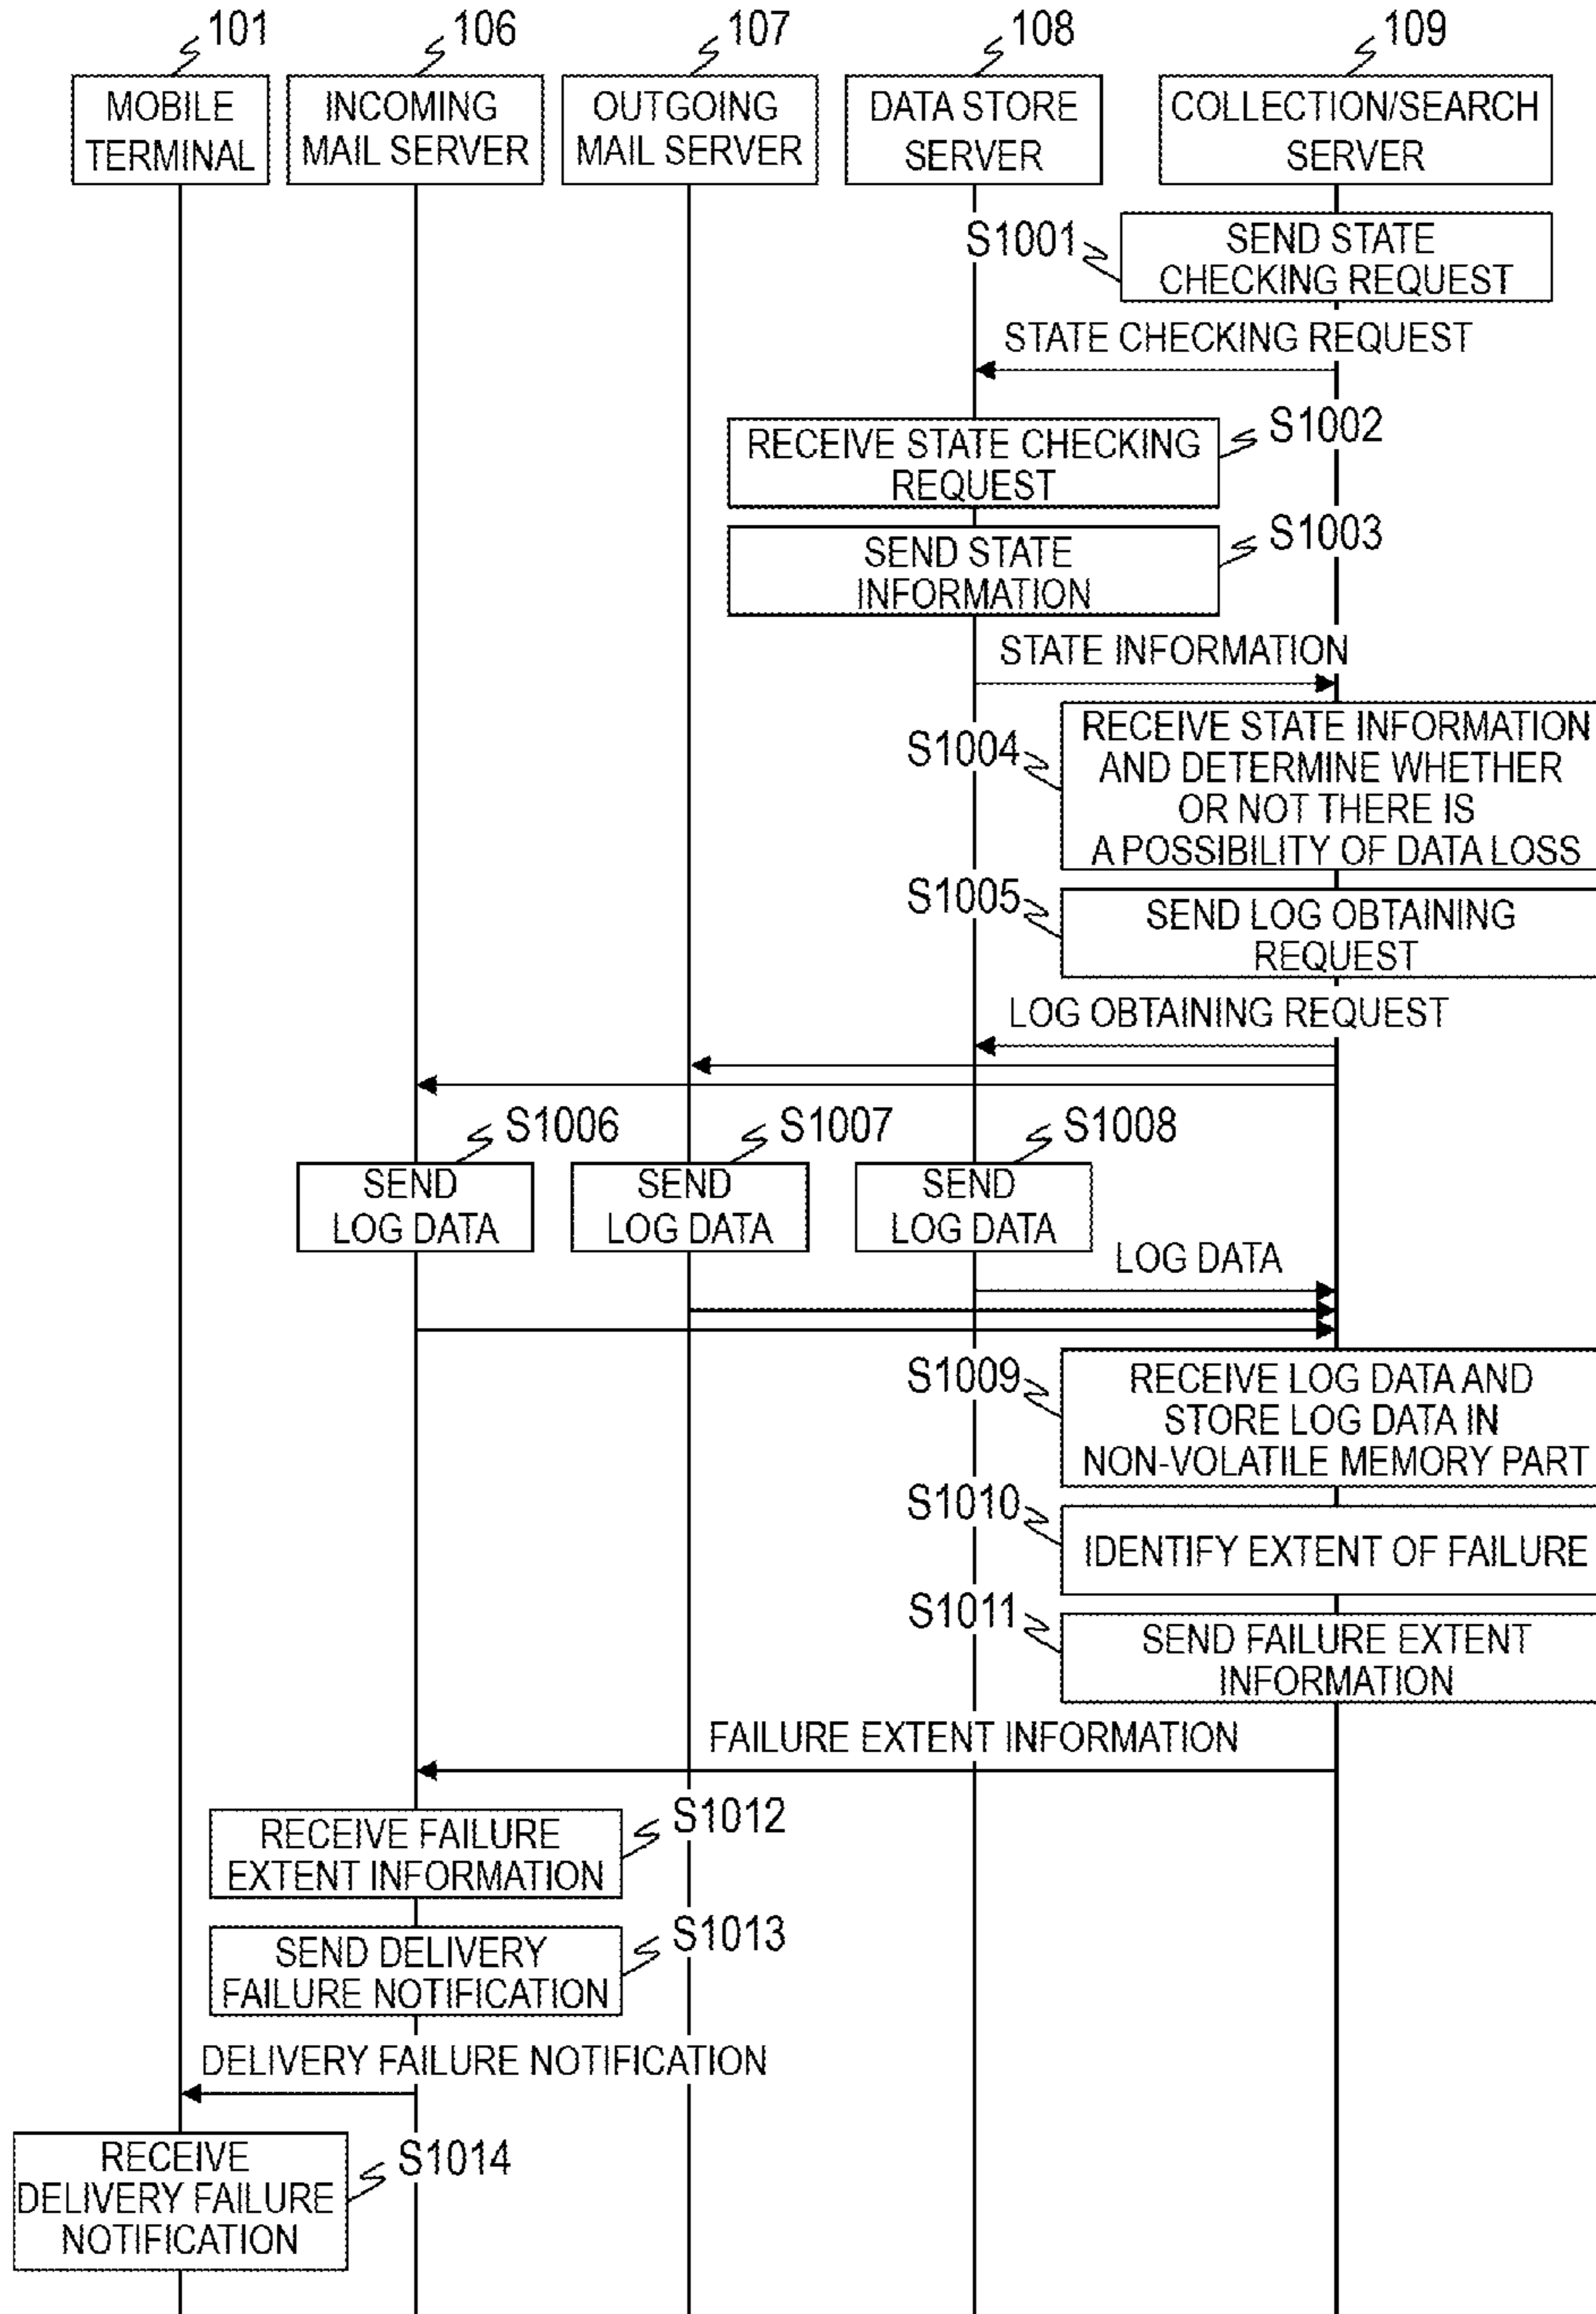 101
106
107
108
109
MOBILE
TERMINAL
INCOMING
MAIL SERVER
OUTGOING
MAIL SERVER
DATA STORE
SERVER
COLLECTION/SEARCH
SERVER
S1001
SEND STATE
CHECKING REQUEST
STATE CHECKING REQUEST
S1002
RECEIVE STATE CHECKING
REQUEST
S1003
SEND STATE
INFORMATION
STATE INFORMATION
S1004
RECEIVE STATE INFORMATION
AND DETERMINE WHETHER
OR NOT THERE IS
A POSSIBILITY OF DATA LOSS
S1005
SEND LOG OBTAINING
REQUEST
LOG OBTAINING REQUEST
S1006
S1007
S1008
SEND
LOG DATA
SEND
LOG DATA
SEND
LOG DATA
LOG DATA
S1009
RECEIVE LOG DATA AND
STORE LOG DATA IN
NON-VOLATILE MEMORY PART
S1010
IDENTIFY EXTENT OF FAILURE
S1011
SEND FAILURE EXTENT
INFORMATION
FAILURE EXTENT INFORMATION
S1012
RECEIVE FAILURE
EXTENT INFORMATION
S1013
SEND DELIVERY
FAILURE NOTIFICATION
DELIVERY FAILURE NOTIFICATION
S1014
RECEIVE
DELIVERY FAILURE
NOTIFICATION